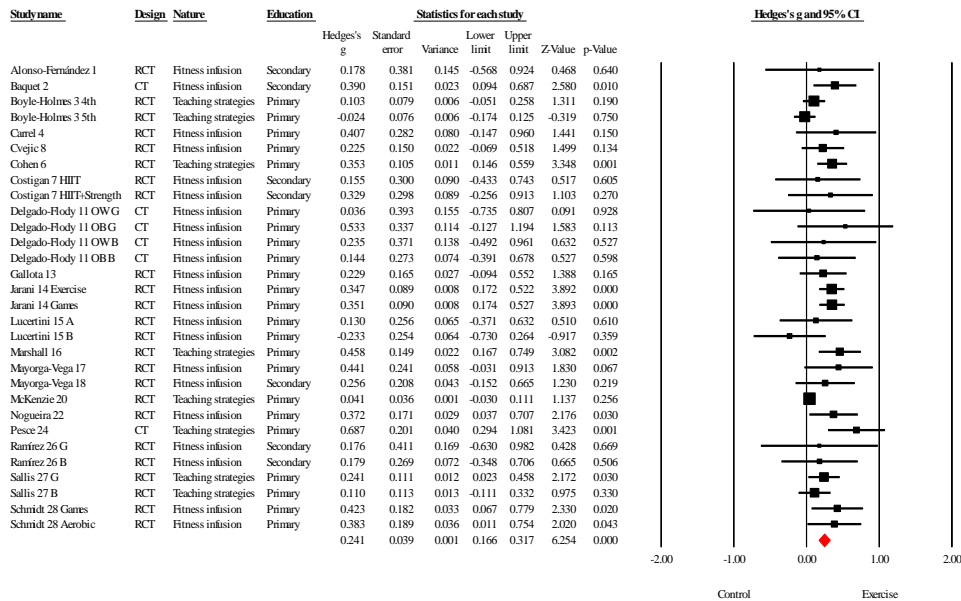 Study name Design Nature Education Statistics for each study Hedges's g and 95% CI
Hedges's Standard Lower Upper
g error Variance limit limit Z-Value p-Value
Alonso-Fernández 1 RCT Fitness infusion Secondary 0.178 0.381 0.145 -0.568 0.924 0.468 0.640
Baquet 2 CT Fitness infusion Secondary 0.390 0.151 0.023 0.094 0.687 2.580 0.010
Boyle-Holmes 3 4th RCT Teaching strategies Primary 0.103 0.079 0.006 -0.051 0.258 1.311 0.190
Boyle-Holmes 3 5th RCT Teaching strategies Primary -0.024 0.076 0.006 -0.174 0.125 -0.319 0.750
Carrel 4 RCT Fitness infusion Primary 0.407 0.282 0.080 -0.147 0.960 1.441 0.150
Cvejic 8 RCT Fitness infusion Primary 0.225 0.150 0.022 -0.069 0.518 1.499 0.134
Cohen 6 RCT Teaching strategies Primary 0.353 0.105 0.011 0.146 0.559 3.348 0.001
Costigan 7 HIIT RCT Fitness infusion Secondary 0.155 0.300 0.090 -0.433 0.743 0.517 0.605
Costigan 7 HIIT+Strength RCT Fitness infusion Secondary 0.329 0.298 0.089 -0.256 0.913 1.103 0.270
Delgado-Flody 11 OW G CT Fitness infusion Primary 0.036 0.393 0.155 -0.735 0.807 0.091 0.928
Delgado-Flody 11 OB G CT Fitness infusion Primary 0.533 0.337 0.114 -0.127 1.194 1.583 0.113
Delgado-Flody 11 OW B CT Fitness infusion Primary 0.235 0.371 0.138 -0.492 0.961 0.632 0.527
Delgado-Flody 11 OB B CT Fitness infusion Primary 0.144 0.273 0.074 -0.391 0.678 0.527 0.598
Gallota 13 RCT Fitness infusion Primary 0.229 0.165 0.027 -0.094 0.552 1.388 0.165
Jarani 14 Exercise RCT Fitness infusion Primary 0.347 0.089 0.008 0.172 0.522 3.892 0.000
Jarani 14 Games RCT Fitness infusion Primary 0.351 0.090 0.008 0.174 0.527 3.893 0.000
Lucertini 15 A RCT Fitness infusion Primary 0.130 0.256 0.065 -0.371 0.632 0.510 0.610
Lucertini 15 B RCT Fitness infusion Primary -0.233 0.254 0.064 -0.730 0.264 -0.917 0.359
Marshall 16 RCT Teaching strategies Primary 0.458 0.149 0.022 0.167 0.749 3.082 0.002
Mayorga-Vega 17 RCT Fitness infusion Primary 0.441 0.241 0.058 -0.031 0.913 1.830 0.067
Mayorga-Vega 18 RCT Fitness infusion Secondary 0.256 0.208 0.043 -0.152 0.665 1.230 0.219
McKenzie 20 RCT Teaching strategies Primary 0.041 0.036 0.001 -0.030 0.111 1.137 0.256
Nogueira 22 RCT Fitness infusion Primary 0.372 0.171 0.029 0.037 0.707 2.176 0.030
Pesce 24 CT Teaching strategies Primary 0.687 0.201 0.040 0.294 1.081 3.423 0.001
Ramírez 26 G RCT Fitness infusion Secondary 0.176 0.411 0.169 -0.630 0.982 0.428 0.669
Ramírez 26 B RCT Fitness infusion Secondary 0.179 0.269 0.072 -0.348 0.706 0.665 0.506
Sallis 27 G RCT Teaching strategies Primary 0.241 0.111 0.012 0.023 0.458 2.172 0.030
Sallis 27 B RCT Teaching strategies Primary 0.110 0.113 0.013 -0.111 0.332 0.975 0.330
Schmidt 28 Games RCT Fitness infusion Primary 0.423 0.182 0.033 0.067 0.779 2.330 0.020
Schmidt 28 Aerobic RCT Fitness infusion Primary 0.383 0.189 0.036 0.011 0.754 2.020 0.043
0.241 0.039 0.001 0.166 0.317 6.254 0.000
-2.00 -1.00 0.00 1.00 2.00
Control Exercise